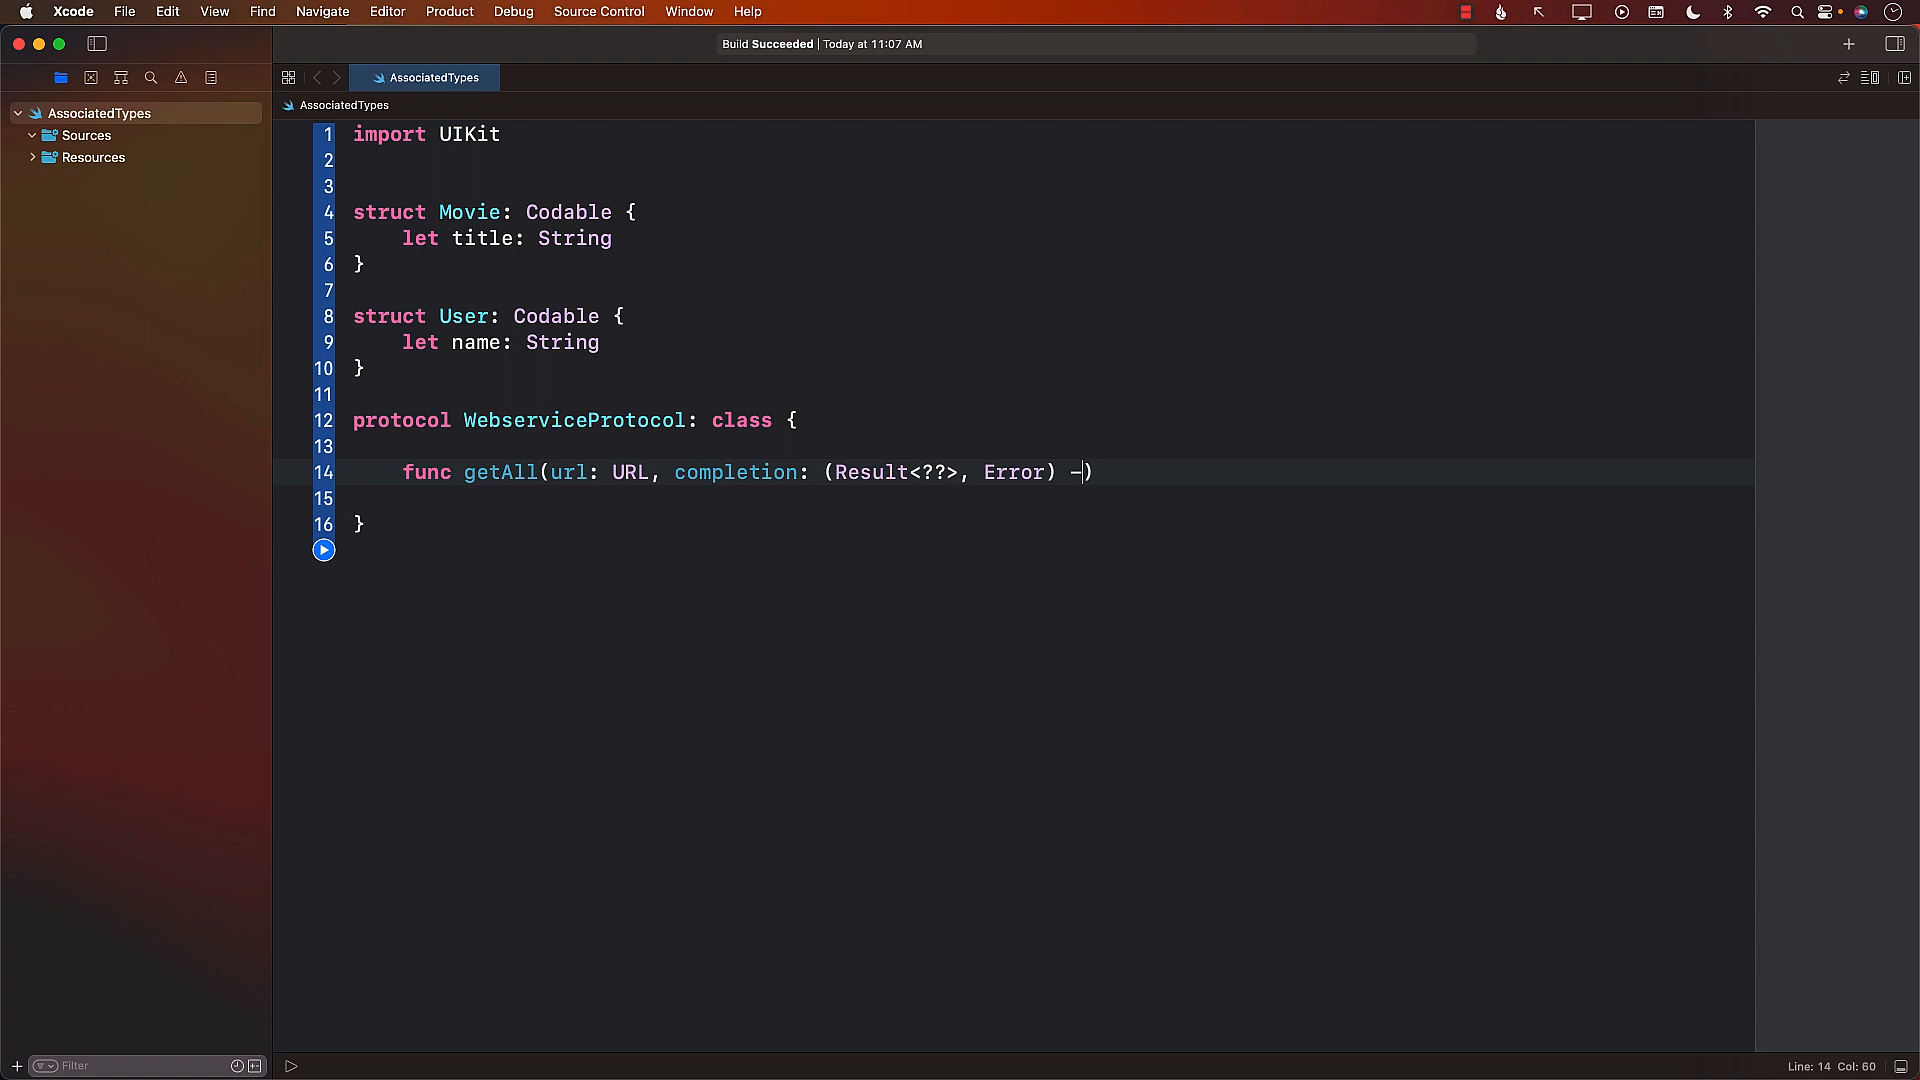 Xcode File Edit View Find Navigate Editor Product Debug Source Control Window Help
Build Succeeded | Today at 11:07 AM
AssociatedTypes
AssociatedTypes
AssociatedTypes
Sources
Resources
1 import UIKit
2
3
4 struct Movie: Codable {
5 let title: String
6 }
7
8 struct User: Codable {
9 let name: String
10 }
11
12 protocol WebserviceProtocol: class {
13
14 func getAll(url: URL, completion: (Result<??>, Error) -)
15
16 }
Filter
Line: 14 Col: 60